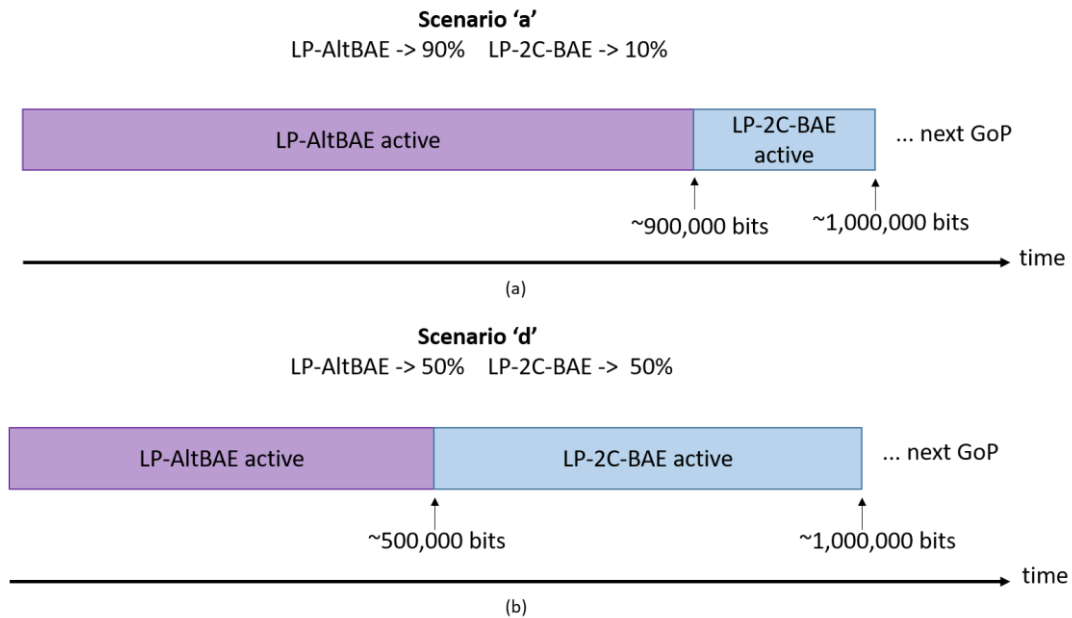 Scenario ‘a’
LP-AltBAE -> 90% LP-2C-BAE -> 10%
LP-AltBAE active
LP-2C-BAE
active
... next GoP
~900,000 bits
~1,000,000 bits
time
(a)
Scenario ‘d’
LP-AltBAE -> 50% LP-2C-BAE -> 50%
LP-AltBAE active
LP-2C-BAE active
... next GoP
~500,000 bits
~1,000,000 bits
time
(b)